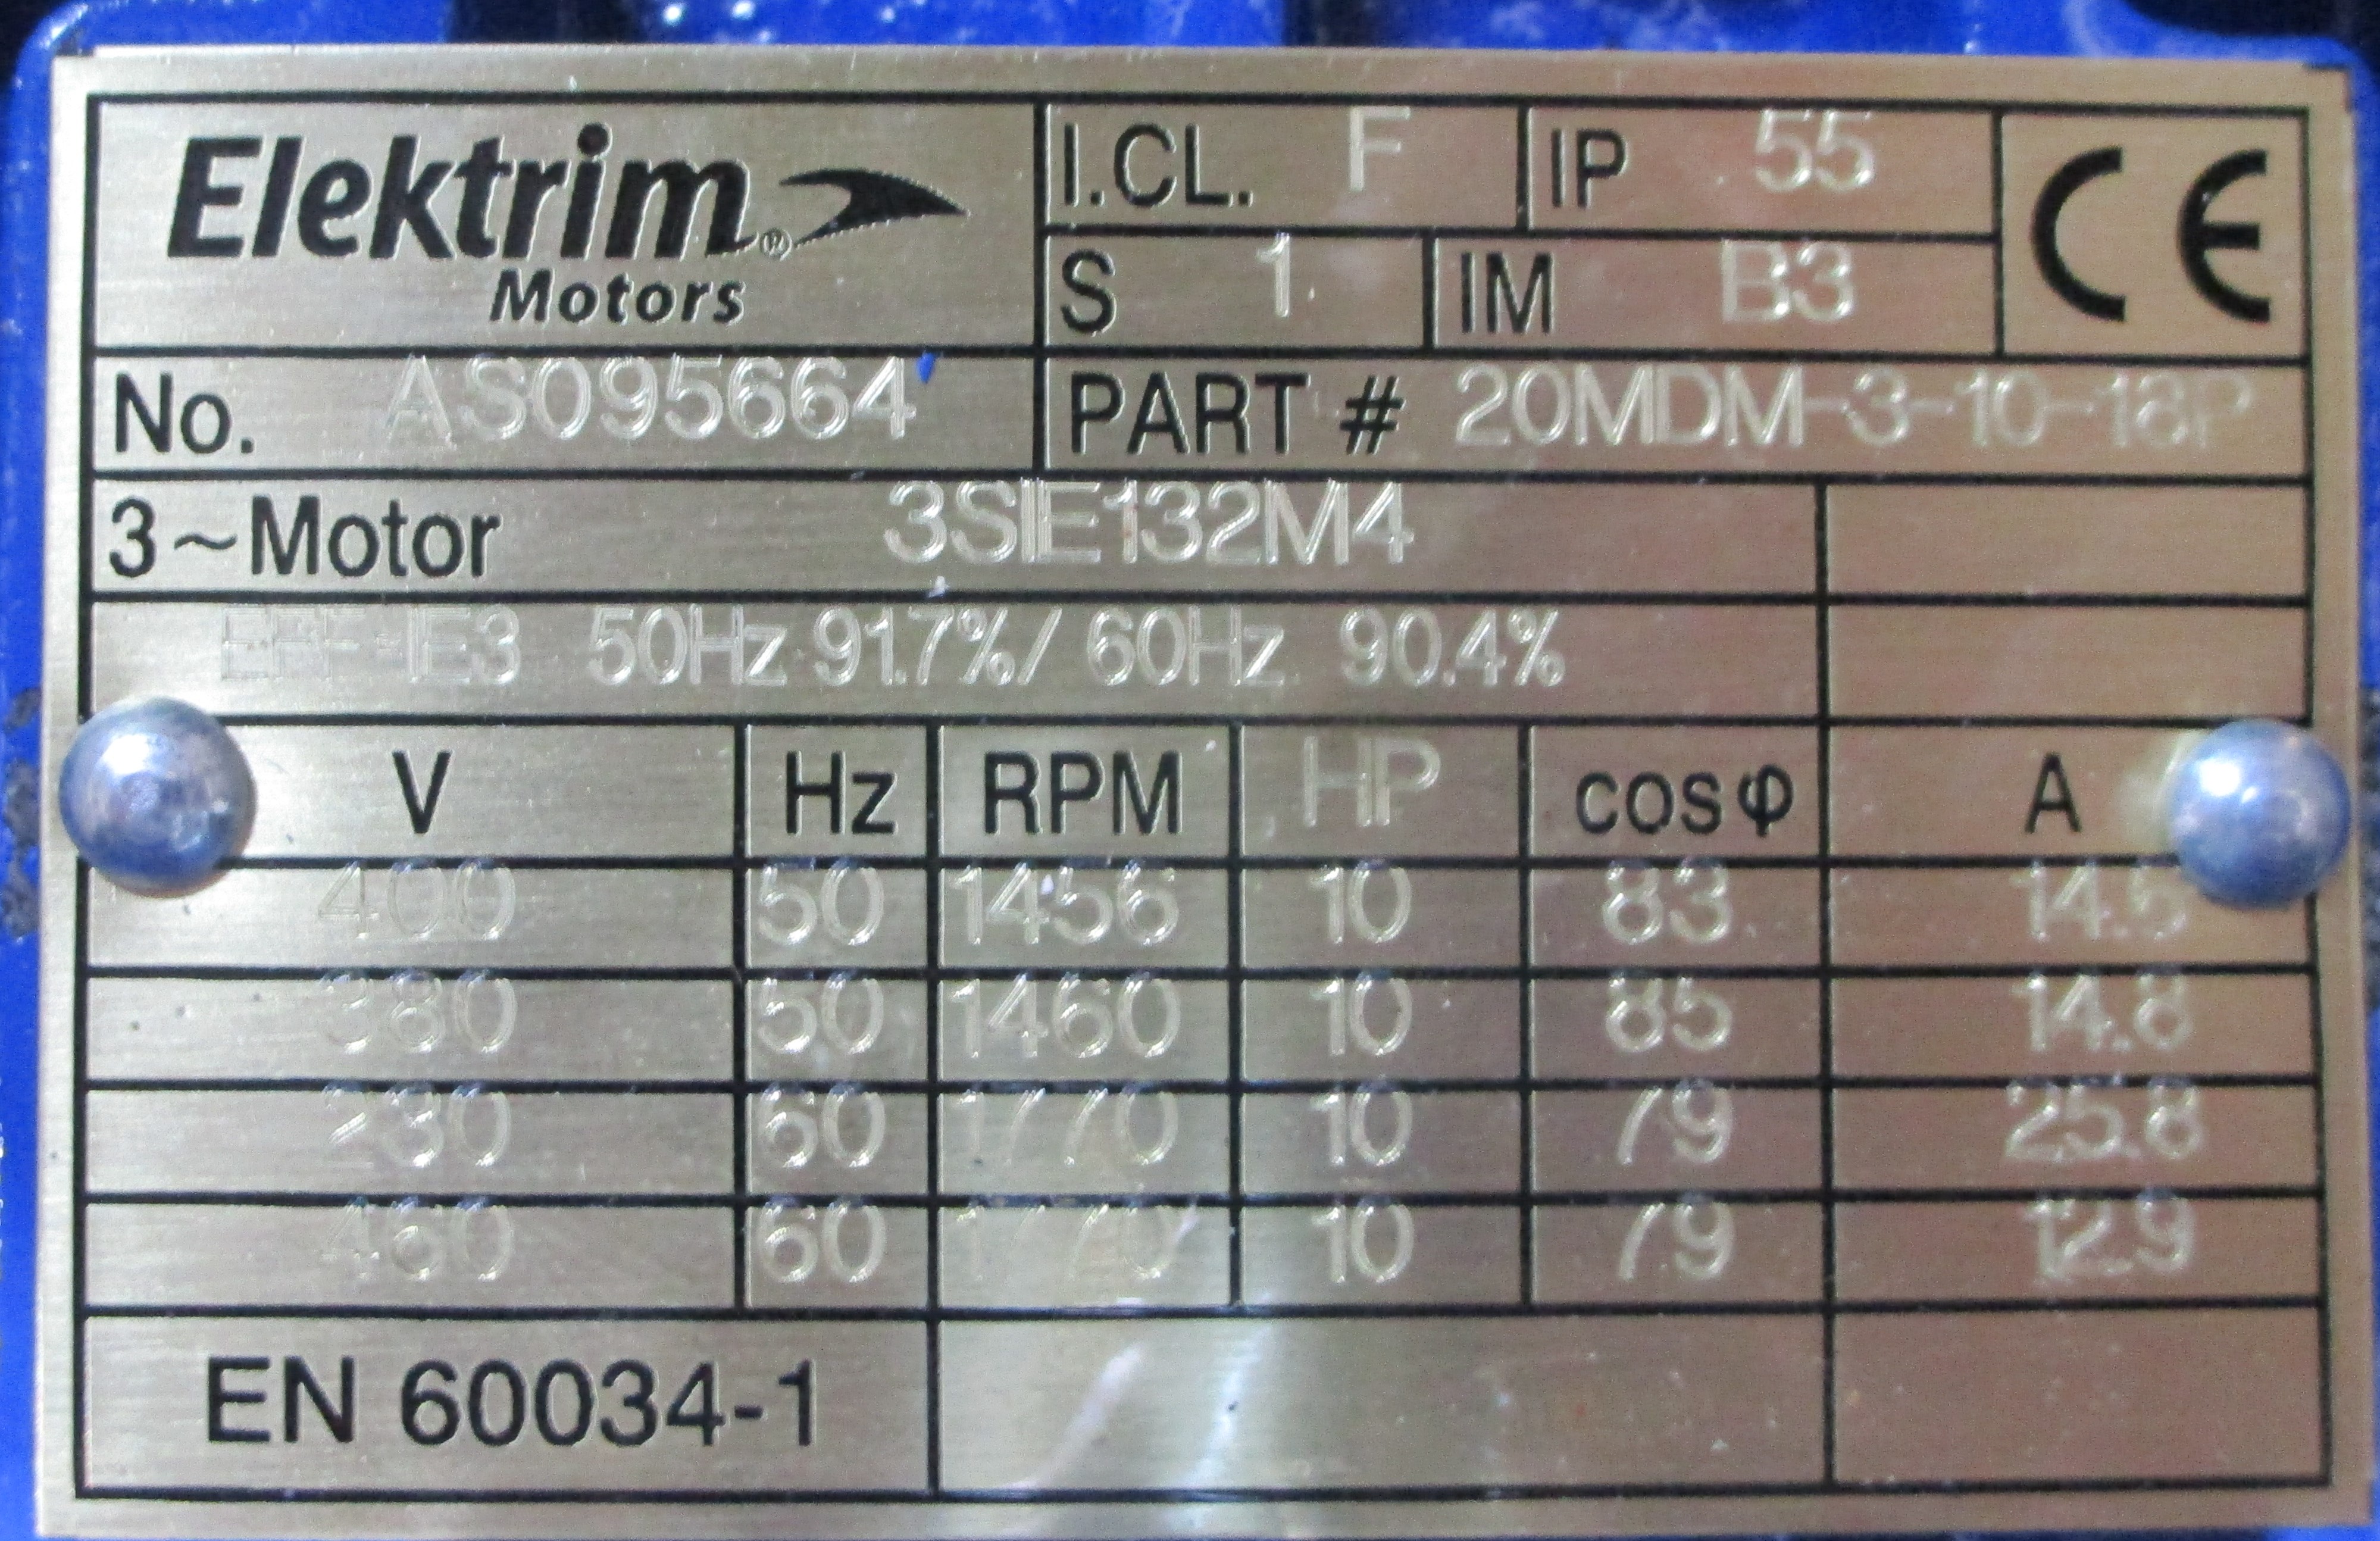 Elektrim®
Motors
I.CL. F IP 55
S 1 IM B3
CE
No. AS095664 PART # 20MDM-3-10-18P
3~Motor 3SIE132M4
EFF-IE3 50Hz 91.7%/ 60Hz 90.4%
V Hz RPM HP cosφ A
400 50 1456 10 83 14.5
380 50 1460 10 85 14.8
230 60 1770 10 79 25.8
460 60 1770 10 79 12.9
EN 60034-1